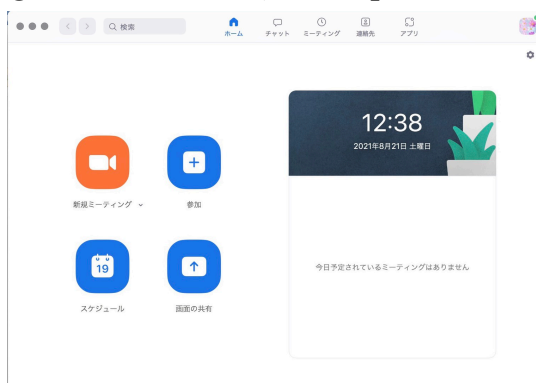 検索
ホーム
チャット
ミーティング
連絡先
アプリ
12:38
2021年8月21日 土曜日
新規ミーティング
参加
19
スケジュール
画面の共有
今日予定されているミーティングはありません